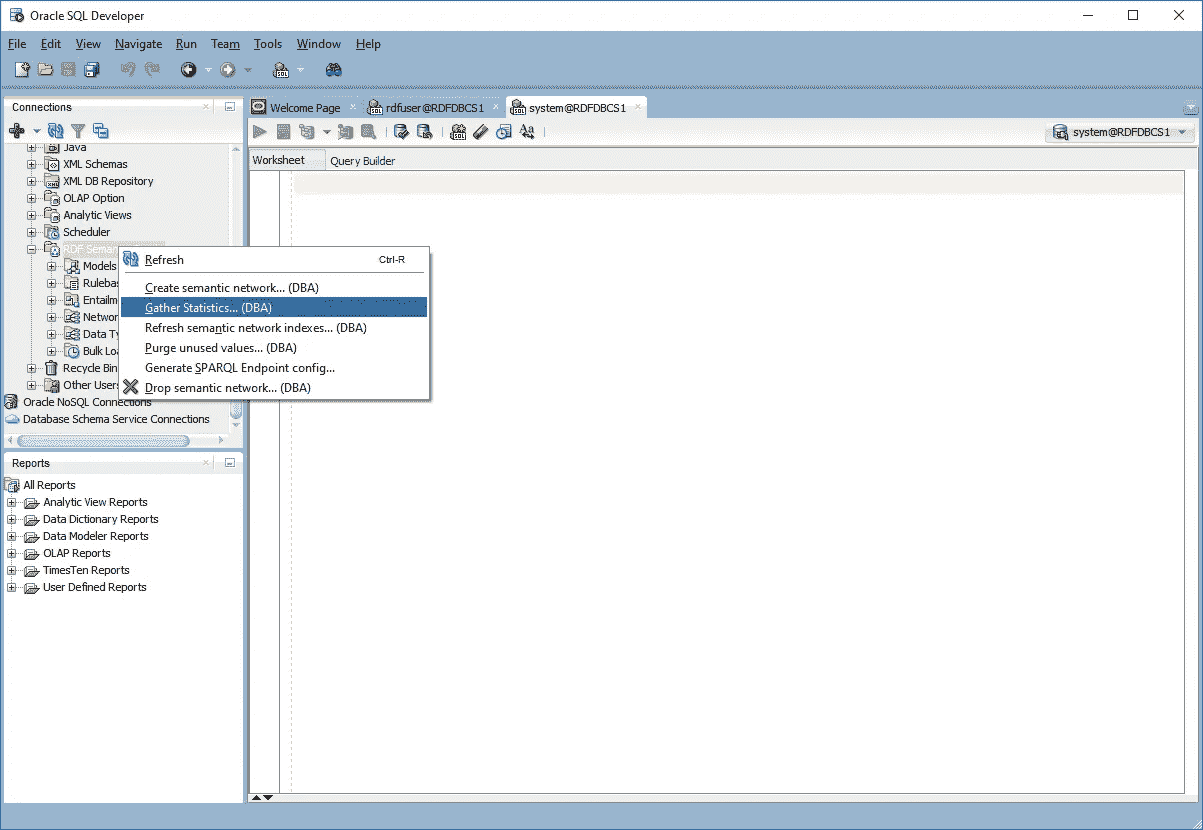 Oracle SQL Developer
File Edit View Navigate Run Team Tools Window Help
Connections
Welcome Page
rdfuser@RDFDBCS1
system@RDFDBCS1
system@RDFDBCS1
Worksheet
Query Builder
Java
XML Schemas
XML DB Repository
OLAP Option
Analytic Views
Scheduler
RDF Seman
Models
Rulebas
Entailm
Networ
Data Ty
Bulk Loa
Recycle Bin
Other Users
Oracle NoSQL Connections
Database Schema Service Connections
Refresh Ctrl-R
Create semantic network... (DBA)
Gather Statistics... (DBA)
Refresh semantic network indexes... (DBA)
Purge unused values... (DBA)
Generate SPARQL Endpoint config...
Drop semantic network... (DBA)
Reports
All Reports
Analytic View Reports
Data Dictionary Reports
Data Modeler Reports
OLAP Reports
TimesTen Reports
User Defined Reports